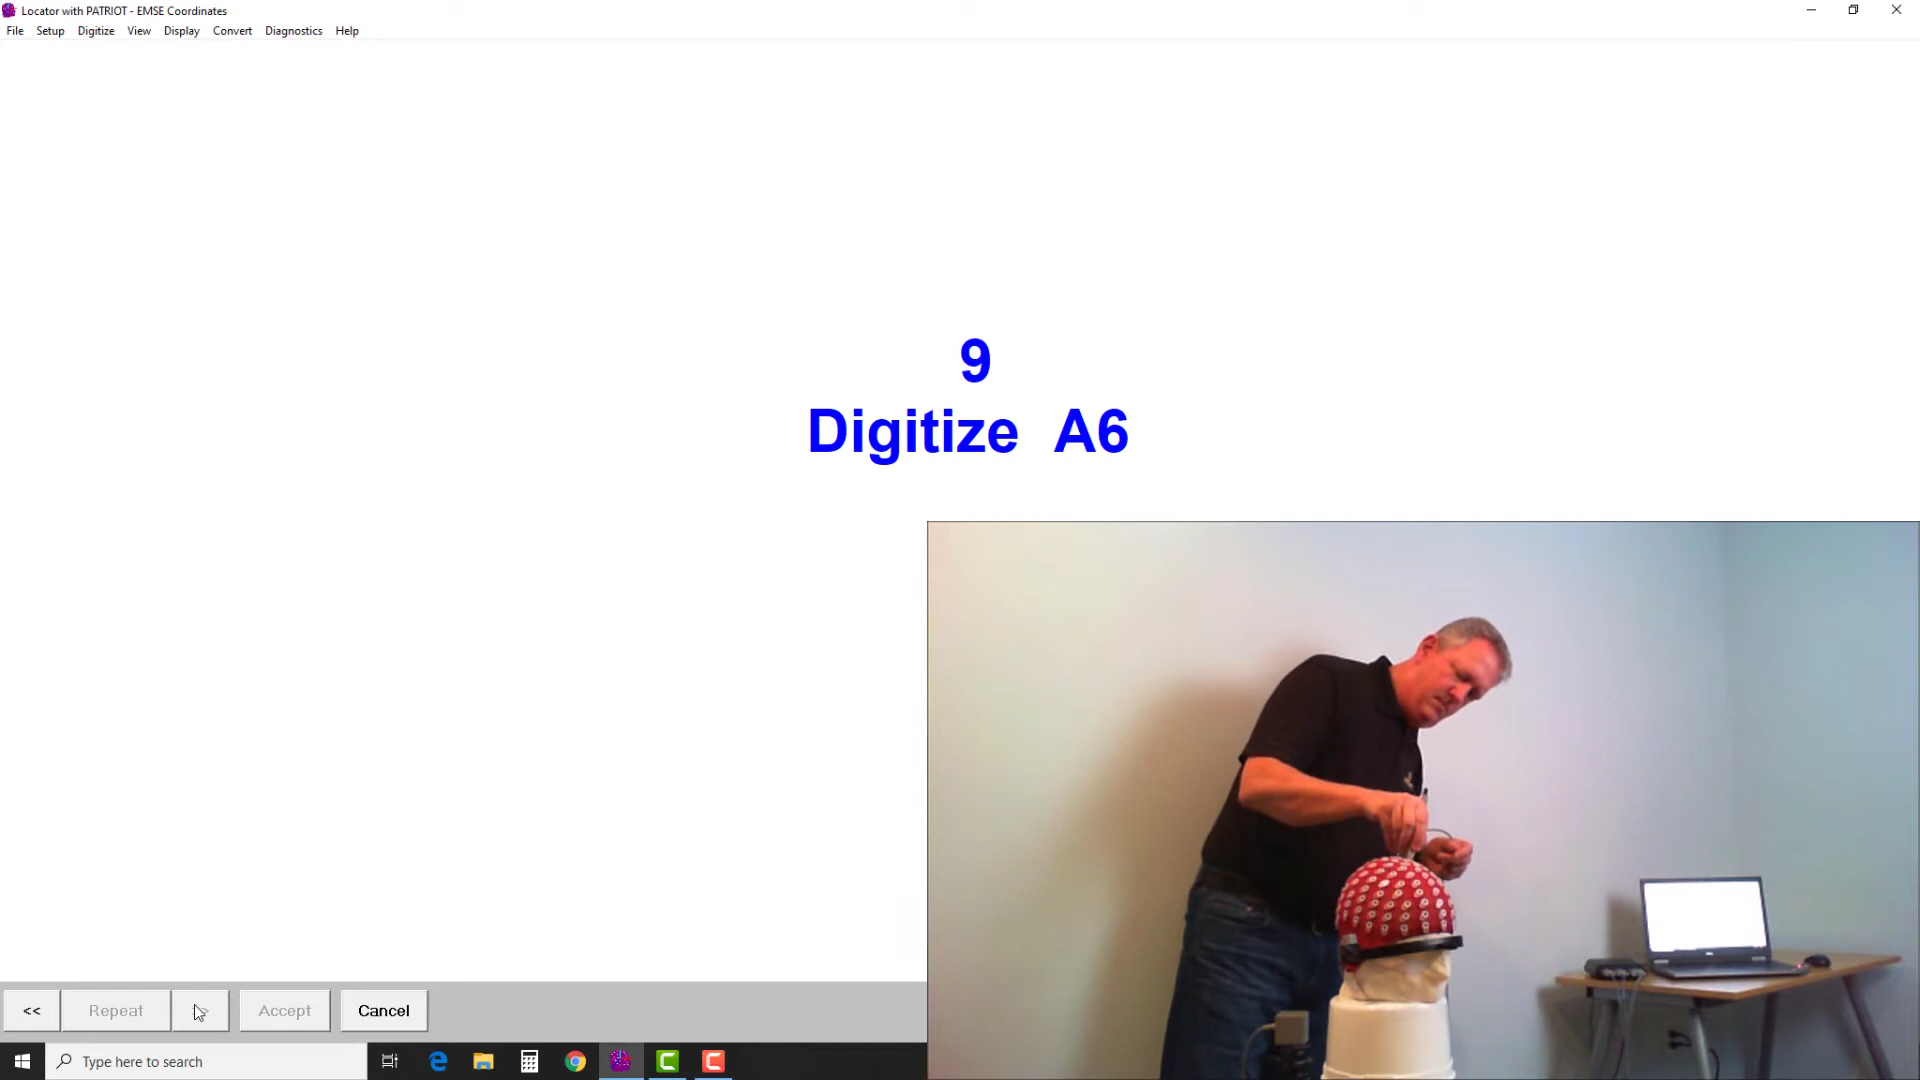 Locator with PATRIOT - EMSE Coordinates
File Setup Digitize View Display Convert Diagnostics Help
9
Digitize A6
<< Repeat Accept Cancel
Type here to search